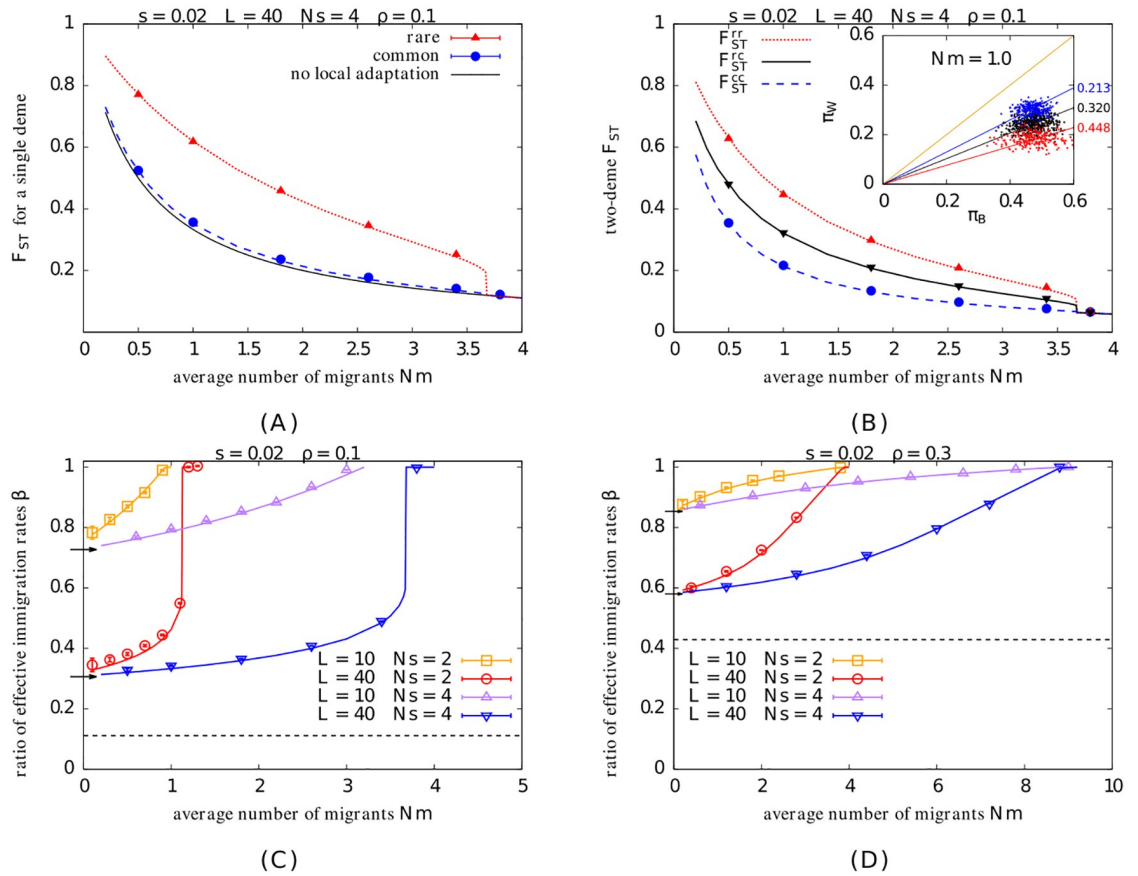 s = 0.02 L = 40 Ns = 4 ρ = 0.1
rare
common
no local adaptation
1
0.8
0.6
0.4
0.2
0
F_ST for a single deme
0 0.5 1 1.5 2 2.5 3 3.5 4
average number of migrants Nm
(A)
s = 0.02 L = 40 Ns = 4 ρ = 0.1
F_ST^rr
F_ST^rc
F_ST^cc
1
0.8
0.6
0.4
0.2
0
two-deme F_ST
0 0.5 1 1.5 2 2.5 3 3.5 4
average number of migrants Nm
Nm = 1.0
0.6
0.4
0.2
0
π_W
0 0.2 0.4 0.6
π_B
0.213
0.320
0.448
(B)
s = 0.02 ρ = 0.1
1
0.8
0.6
0.4
0.2
0
ratio of effective immigration rates β
L = 10 Ns = 2
L = 40 Ns = 2
L = 10 Ns = 4
L = 40 Ns = 4
0 1 2 3 4 5
average number of migrants Nm
(C)
s = 0.02 ρ = 0.3
1
0.8
0.6
0.4
0.2
0
ratio of effective immigration rates β
L = 10 Ns = 2
L = 40 Ns = 2
L = 10 Ns = 4
L = 40 Ns = 4
0 2 4 6 8 10
average number of migrants Nm
(D)